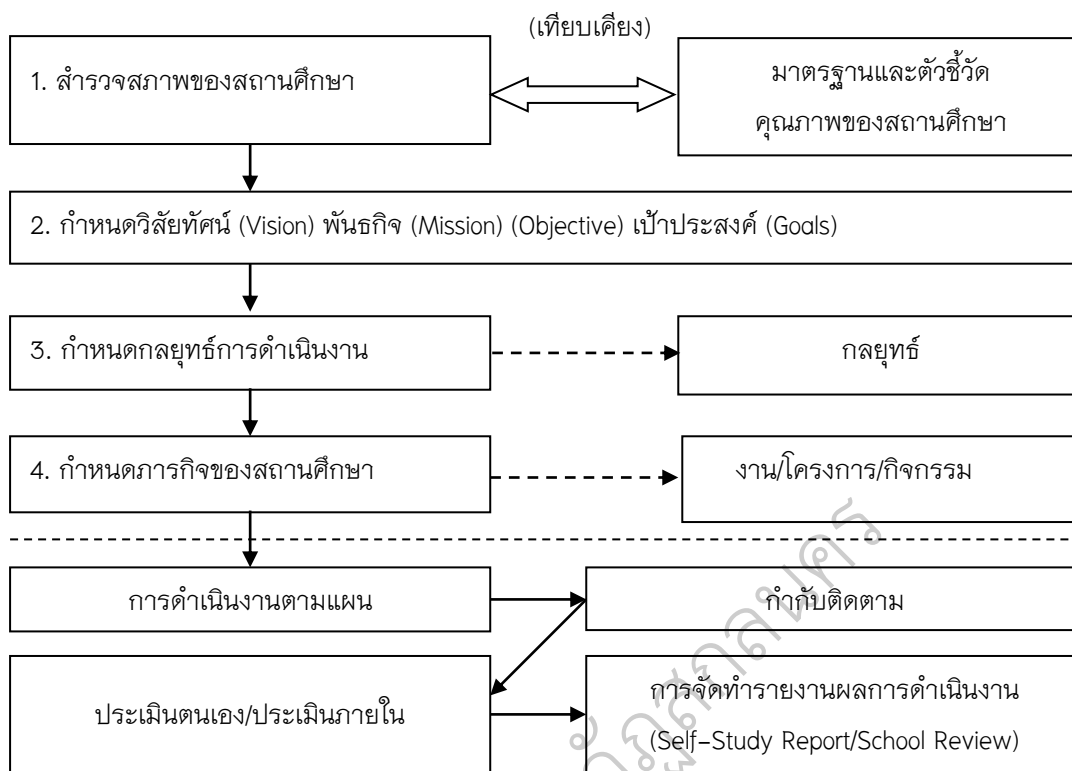 (เทียบเคียง)
1. สำรวจสภาพของสถานศึกษา
มาตรฐานและตัวชี้วัด
คุณภาพของสถานศึกษา
2. กำหนดวิสัยทัศน์ (Vision) พันธกิจ (Mission) (Objective) เป้าประสงค์ (Goals)
3. กำหนดกลยุทธ์การดำเนินงาน
กลยุทธ์
4. กำหนดภารกิจของสถานศึกษา
งาน/โครงการ/กิจกรรม
การดำเนินงานตามแผน
กำกับติดตาม
ประเมินตนเอง/ประเมินภายใน
การจัดทำรายงานผลการดำเนินงาน
(Self-Study Report/School Review)